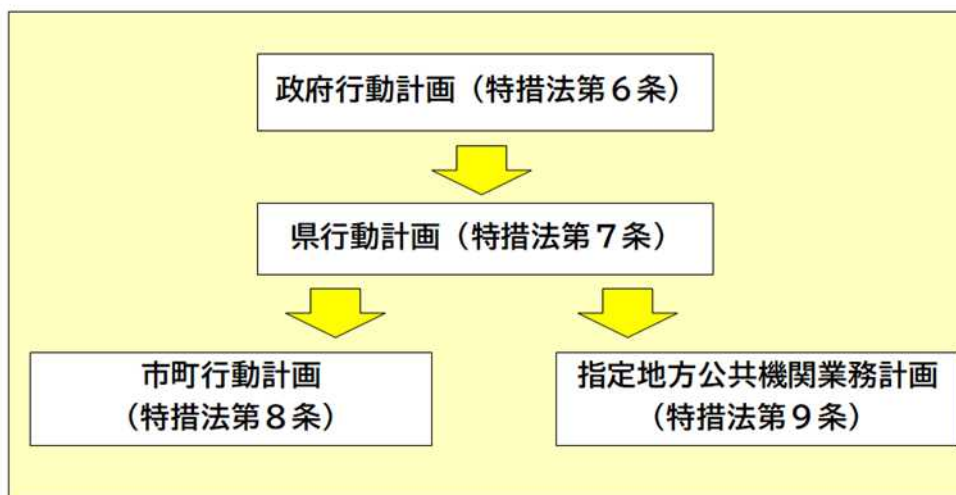 政府行動計画（特措法第６条）
県行動計画（特措法第７条）
市町行動計画
（特措法第８条）
指定地方公共機関業務計画
（特措法第９条）